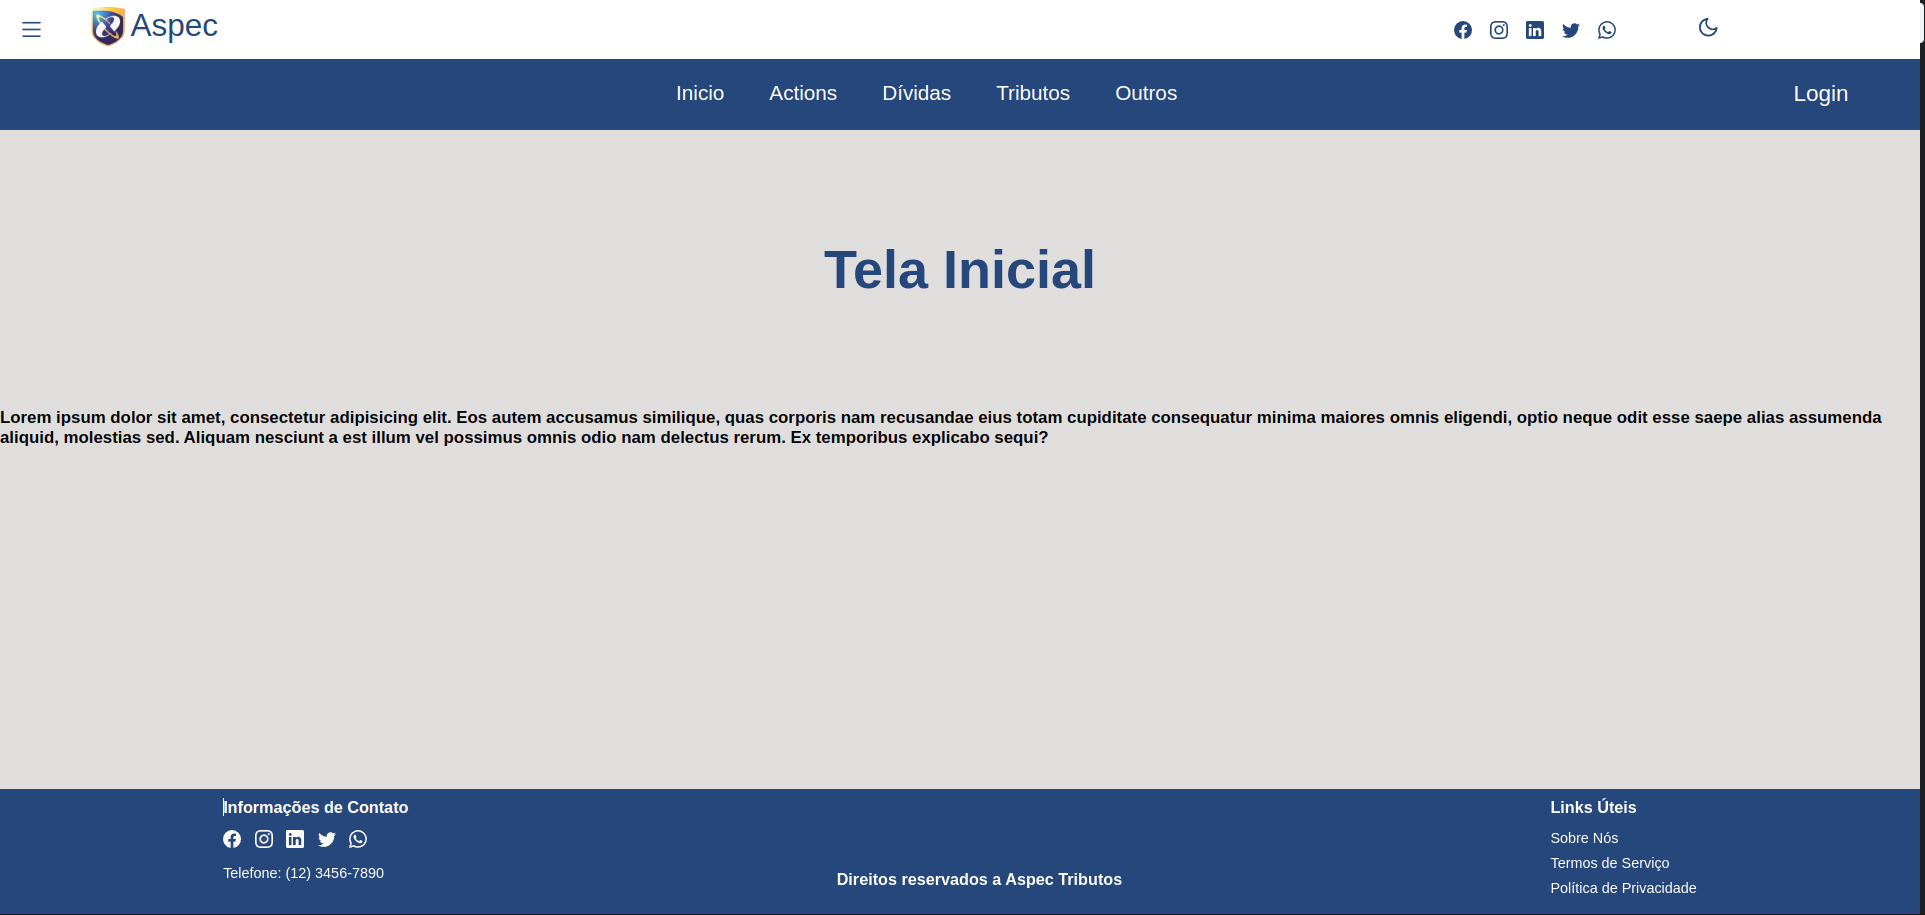 Aspec
Inicio
Actions
Dívidas
Tributos
Outros
Login
Tela Inicial
Lorem ipsum dolor sit amet, consectetur adipisicing elit. Eos autem accusamus similique, quas corporis nam recusandae eius totam cupiditate consequatur minima maiores omnis eligendi, optio neque odit esse saepe alias assumenda
aliquid, molestias sed. Aliquam nesciunt a est illum vel possimus omnis odio nam delectus rerum. Ex temporibus explicabo sequi?
Informações de Contato
Telefone: (12) 3456-7890
Direitos reservados a Aspec Tributos
Links Úteis
Sobre Nós
Termos de Serviço
Política de Privacidade